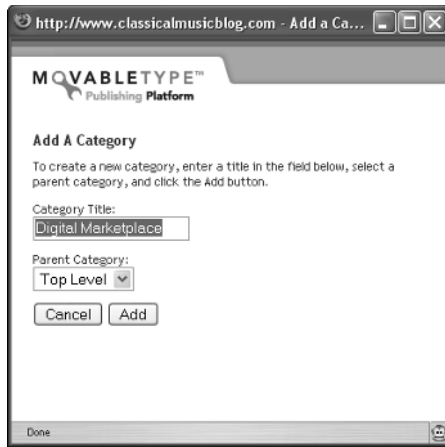 http://www.classicalmusicblog.com - Add a Ca...
MOVABLETYPE™
Publishing Platform
Add A Category
To create a new category, enter a title in the field below, select a
parent category, and click the Add button.
Category Title:
Digital Marketplace
Parent Category:
Top Level
Cancel Add
Done